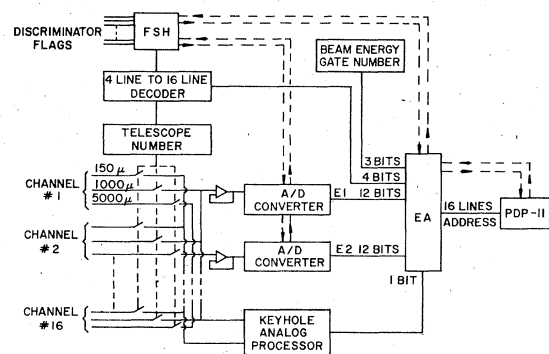 DISCRIMINATOR
FLAGS
FSH
BEAM ENERGY
GATE NUMBER
4 LINE TO 16 LINE
DECODER
TELESCOPE
NUMBER
CHANNEL
#1
150 μ
1000 μ
5000 μ
CHANNEL
#2
CHANNEL
#16
A/D
CONVERTER
A/D
CONVERTER
KEYHOLE
ANALOG
PROCESSOR
3 BITS
4 BITS
E1 12 BITS
E2 12 BITS
1 BIT
EA
16 LINES
ADDRESS
PDP-11